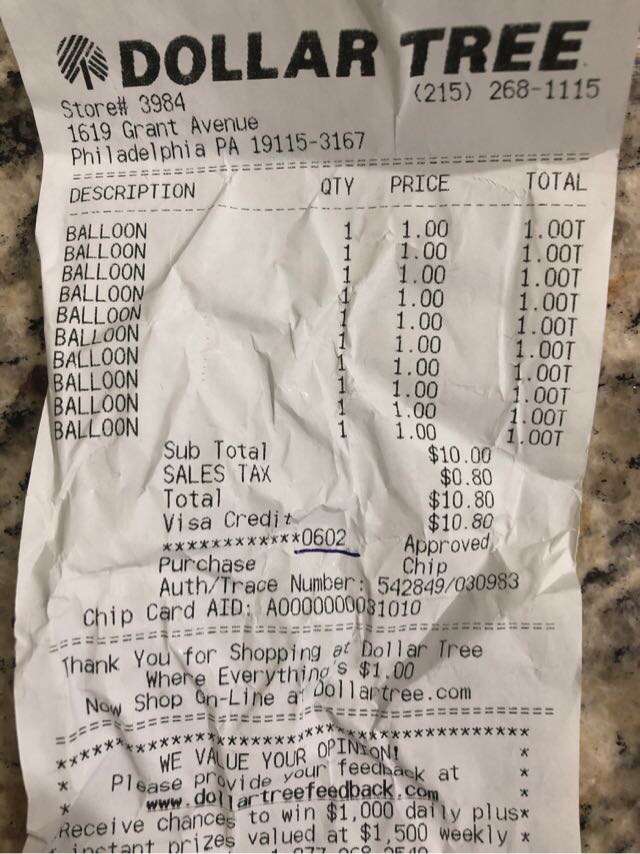 DOLLAR TREE
Store# 3984 (215) 268-1115
1619 Grant Avenue
Philadelphia PA 19115-3167
================================================
DESCRIPTION QTY PRICE TOTAL
------------------------------------------------
BALLOON 1 1.00 1.00T
BALLOON 1 1.00 1.00T
BALLOON 1 1.00 1.00T
BALLOON 1 1.00 1.00T
BALLOON 1 1.00 1.00T
BALLOON 1 1.00 1.00T
BALLOON 1 1.00 1.00T
BALLOON 1 1.00 1.00T
BALLOON 1 1.00 1.00T
BALLOON 1 1.00 1.00T
Sub Total $10.00
SALES TAX $0.80
Total $10.80
Visa Credit $10.80
************0602 Approved
Purchase Chip
Auth/Trace Number: 542849/030983
Chip Card AID: A0000000031010
================================================
Thank You for Shopping at Dollar Tree
Where Everything's $1.00
Now Shop On-Line at Dollartree.com
================================================
******************************************
* WE VALUE YOUR OPINION! *
* Please provide your feedback at *
* www.dollartreefeedback.com *
Receive chances to win $1,000 daily plus*
instant prizes valued at $1,500 weekly *